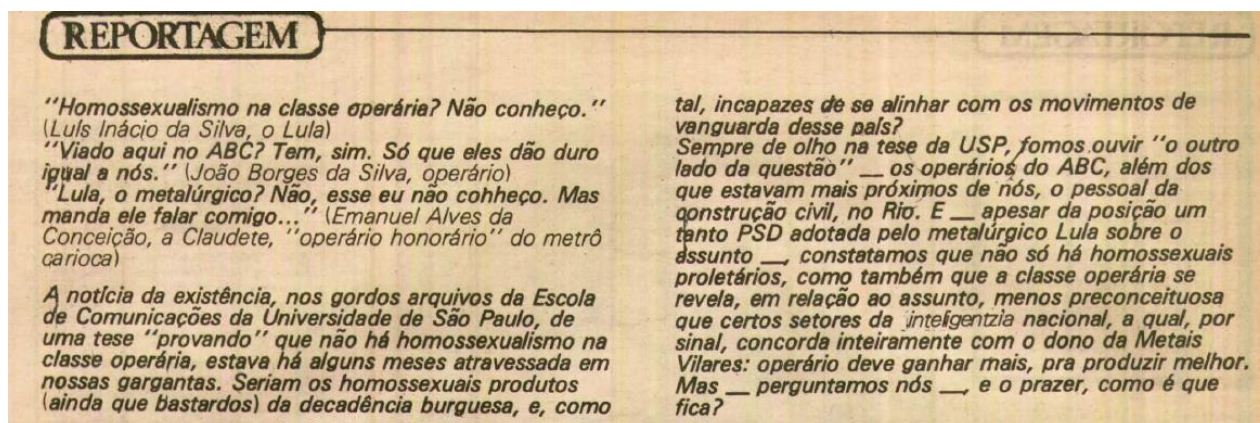 REPORTAGEM
"Homossexualismo na classe operária? Não conheço."
(Luís Inácio da Silva, o Lula)
"Viado aqui no ABC? Tem, sim. Só que eles dão duro
igual a nós." (João Borges da Silva, operário)
"Lula, o metalúrgico? Não, esse eu não cohheço. Mas
manda ele falar comigo..." (Emanuel Alves da
Conceição, a Claudete, "operário honorário" do metrô
carioca)
A notícia da existência, nos gordos arquivos da Escola
de Comunicações da Universidade de São Paulo, de
uma tese "provando" que não há homossexualismo na
classe operária, estava há alguns meses atravessada em
nossas gargantas. Seriam os homossexuais produtos
(ainda que bastardos) da decadência burguesa, e, como
tal, incapazes de se alinhar com os movimentos de
vanguarda desse país?
Sempre de olho na tese da USP, fomos ouvir "o outro
lado da questão" __ os operários do ABC, além dos
que estavam mais próximos de nós, o pessoal da
construção civil, no Rio. E __ apesar da posição um
tanto PSD adotada pelo metalúrgico Lula sobre o
assunto __, constatamos que não só há homossexuais
proletários, como também que a classe operária se
revela, em relação ao assunto, menos preconceituosa
que certos setores da inteligentzia nacional, a qual, por
sinal, concorda inteiramente com o dono da Metais
Vilares: operário deve ganhar mais, pra produzir melhor.
Mas __ perguntamos nós __, e o prazer, como é que
fica?